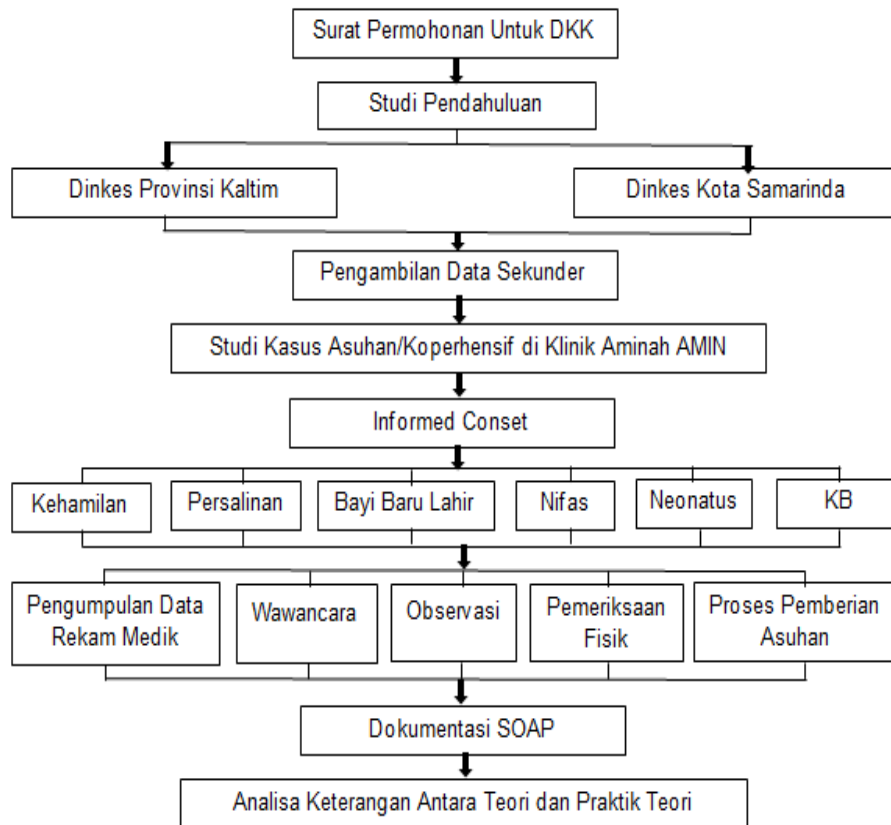 Surat Permohonan Untuk DKK
Studi Pendahuluan
Dinkes Provinsi Kaltim
Dinkes Kota Samarinda
Pengambilan Data Sekunder
Studi Kasus Asuhan/Koperhensif di Klinik Aminah AMIN
Informed Conset
Kehamilan
Persalinan
Bayi Baru Lahir
Nifas
Neonatus
KB
Pengumpulan Data
Rekam Medik
Wawancara
Observasi
Pemeriksaan
Fisik
Proses Pemberian
Asuhan
Dokumentasi SOAP
Analisa Keterangan Antara Teori dan Praktik Teori